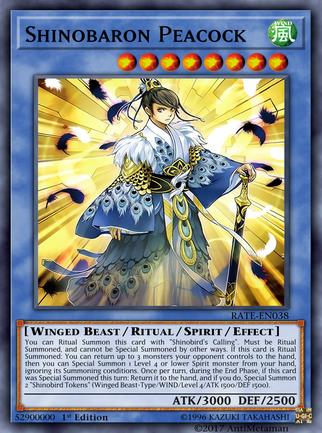 Shinobaron Peacock
WIND
風
RATE-EN038
[Winged Beast/Ritual/Spirit/Effect]
You can Ritual Summon this card with "Shinobird's Calling". Must be Ritual
Summoned, and cannot be Special Summoned by other ways. If this card is Ritual
Summoned: You can return up to 3 monsters your opponent controls to the hand,
then you can Special Summon 1 Level 4 or lower Spirit monster from your hand,
ignoring its Summoning conditions. Once per turn, during the End Phase, if this card
was Special Summoned this turn: Return it to the hand, and if you do, Special Summon
2 "Shinobird Tokens" (Winged Beast-Type/WIND/Level 4/ATK 1500/DEF 1500).
ATK/3000 DEF/2500
52900000 1st Edition ©1996 KAZUKI TAKAHASHI
©2017 AntiMetaman